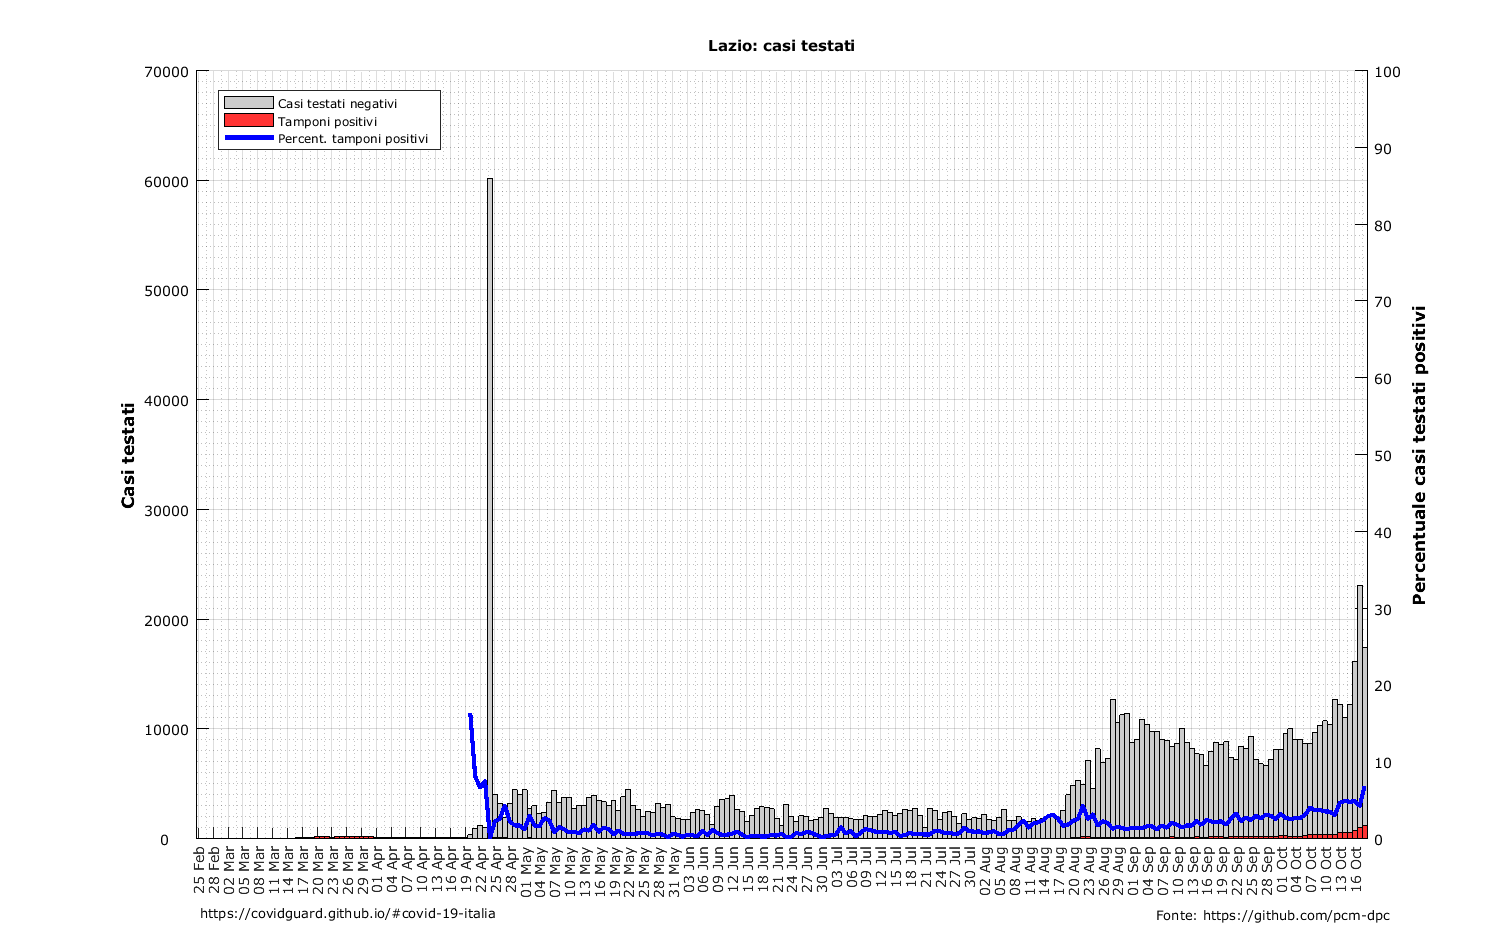 Lazio: casi testati
Casi testati negativi
Tamponi positivi
Percent. tamponi positivi
Casi testati
70000
60000
50000
40000
30000
20000
10000
0
100
90
80
70
60
50
40
30
20
10
0
Percentuale casi testati positivi
25 Feb
28 Feb
02 Mar
05 Mar
08 Mar
11 Mar
14 Mar
17 Mar
20 Mar
23 Mar
26 Mar
29 Mar
01 Apr
04 Apr
07 Apr
10 Apr
13 Apr
16 Apr
19 Apr
22 Apr
25 Apr
28 Apr
01 May
04 May
07 May
10 May
13 May
16 May
19 May
22 May
25 May
28 May
31 May
03 Jun
06 Jun
09 Jun
12 Jun
15 Jun
18 Jun
21 Jun
24 Jun
27 Jun
30 Jun
03 Jul
06 Jul
09 Jul
12 Jul
15 Jul
18 Jul
21 Jul
24 Jul
27 Jul
30 Jul
02 Aug
05 Aug
08 Aug
11 Aug
14 Aug
17 Aug
20 Aug
23 Aug
26 Aug
29 Aug
01 Sep
04 Sep
07 Sep
10 Sep
13 Sep
16 Sep
19 Sep
22 Sep
25 Sep
28 Sep
01 Oct
04 Oct
07 Oct
10 Oct
13 Oct
16 Oct
https://covidguard.github.io/#covid-19-italia
Fonte: https://github.com/pcm-dpc